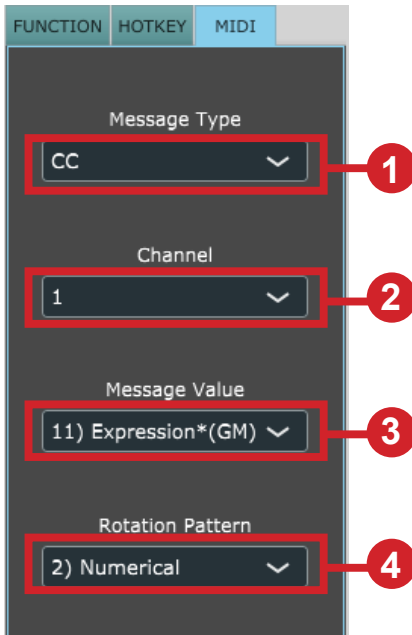 FUNCTION HOTKEY MIDI
Message Type
CC
1
Channel
1
2
Message Value
11) Expression*(GM)
3
Rotation Pattern
2) Numerical
4